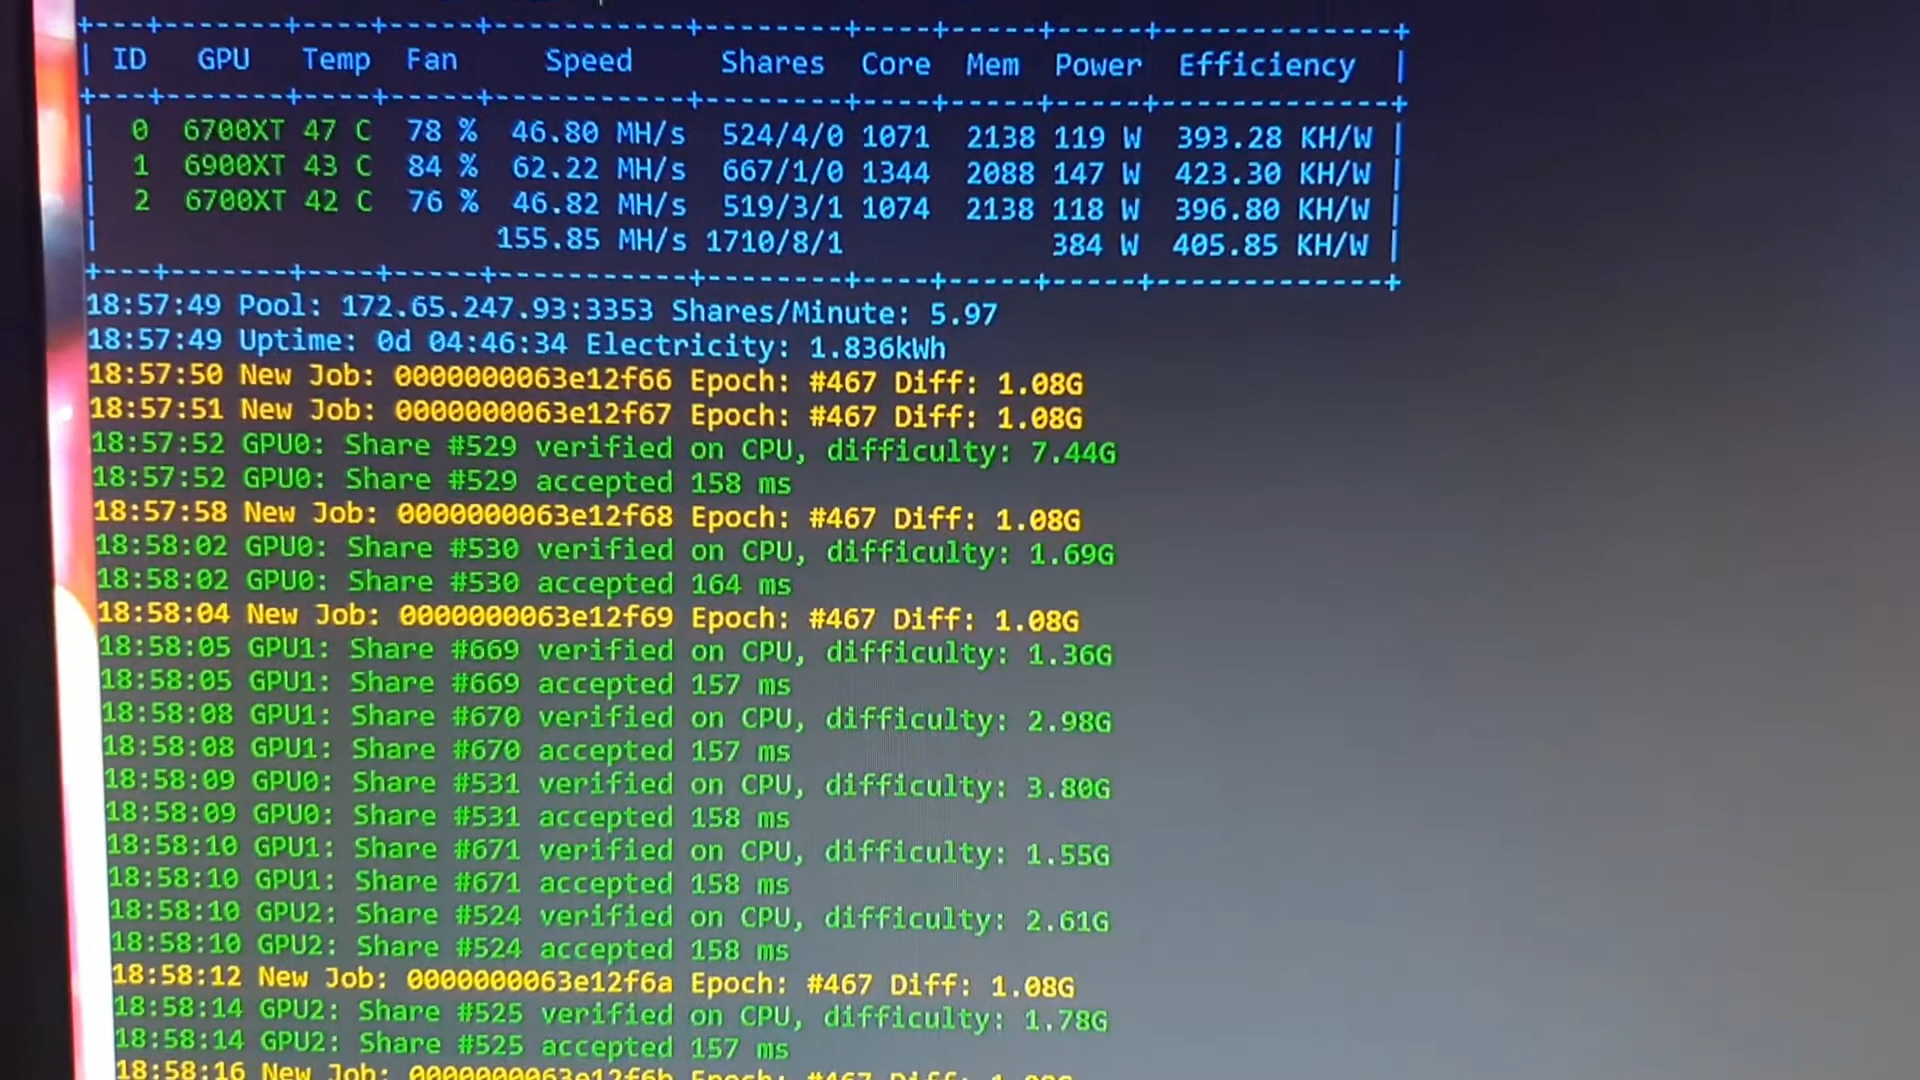 ID GPU Temp Fan Speed Shares Core Mem Power Efficiency
0 6700XT 47 C 78 % 46.80 MH/s 524/4/0 1071 2138 119 W 393.28 KH/W
1 6900XT 43 C 84 % 62.22 MH/s 667/1/0 1344 2088 147 W 423.30 KH/W
2 6700XT 42 C 76 % 46.82 MH/s 519/3/1 1074 2138 118 W 396.80 KH/W
155.85 MH/s 1710/8/1 384 W 405.85 KH/W
18:57:49 Pool: 172.65.247.93:3353 Shares/Minute: 5.97
18:57:49 Uptime: 0d 04:46:34 Electricity: 1.836kWh
18:57:50 New Job: 0000000063e12f66 Epoch: #467 Diff: 1.08G
18:57:51 New Job: 0000000063e12f67 Epoch: #467 Diff: 1.08G
18:57:52 GPU0: Share #529 verified on CPU, difficulty: 7.44G
18:57:52 GPU0: Share #529 accepted 158 ms
18:57:58 New Job: 0000000063e12f68 Epoch: #467 Diff: 1.08G
18:58:02 GPU0: Share #530 verified on CPU, difficulty: 1.69G
18:58:02 GPU0: Share #530 accepted 164 ms
18:58:04 New Job: 0000000063e12f69 Epoch: #467 Diff: 1.08G
18:58:05 GPU1: Share #669 verified on CPU, difficulty: 1.36G
18:58:05 GPU1: Share #669 accepted 157 ms
18:58:08 GPU1: Share #670 verified on CPU, difficulty: 2.98G
18:58:08 GPU1: Share #670 accepted 157 ms
18:58:09 GPU0: Share #531 verified on CPU, difficulty: 3.80G
18:58:09 GPU0: Share #531 accepted 158 ms
18:58:10 GPU1: Share #671 verified on CPU, difficulty: 1.55G
18:58:10 GPU1: Share #671 accepted 158 ms
18:58:10 GPU2: Share #524 verified on CPU, difficulty: 2.61G
18:58:10 GPU2: Share #524 accepted 158 ms
18:58:12 New Job: 0000000063e12f6a Epoch: #467 Diff: 1.08G
18:58:14 GPU2: Share #525 verified on CPU, difficulty: 1.78G
18:58:14 GPU2: Share #525 accepted 157 ms
18:58:16 New Job: 0000000063e12f6b Epoch: #467 Diff: 1.08G